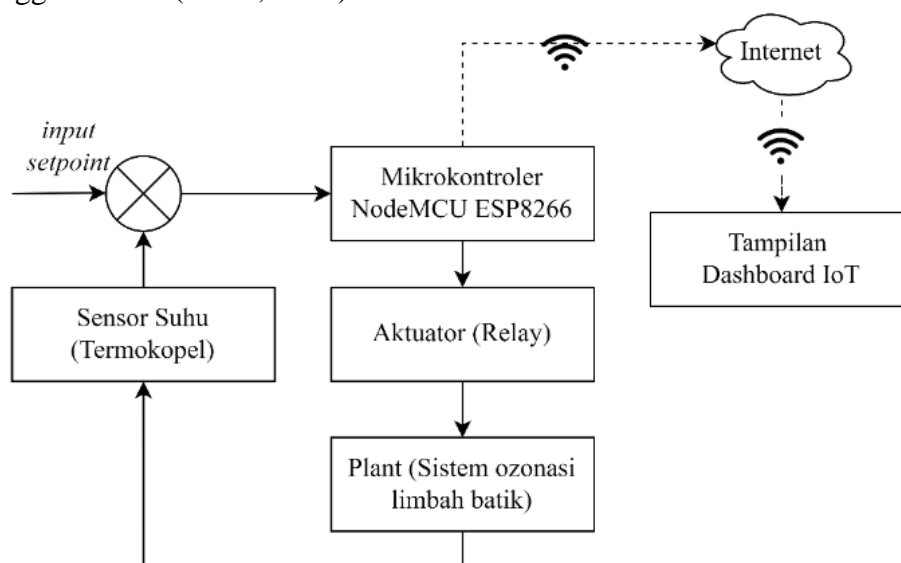 Internet
input
setpoint
Mikrokontroler
NodeMCU ESP8266
Tampilan
Dashboard IoT
Sensor Suhu
(Termokopel)
Aktuator (Relay)
Plant (Sistem ozonasi
limbah batik)